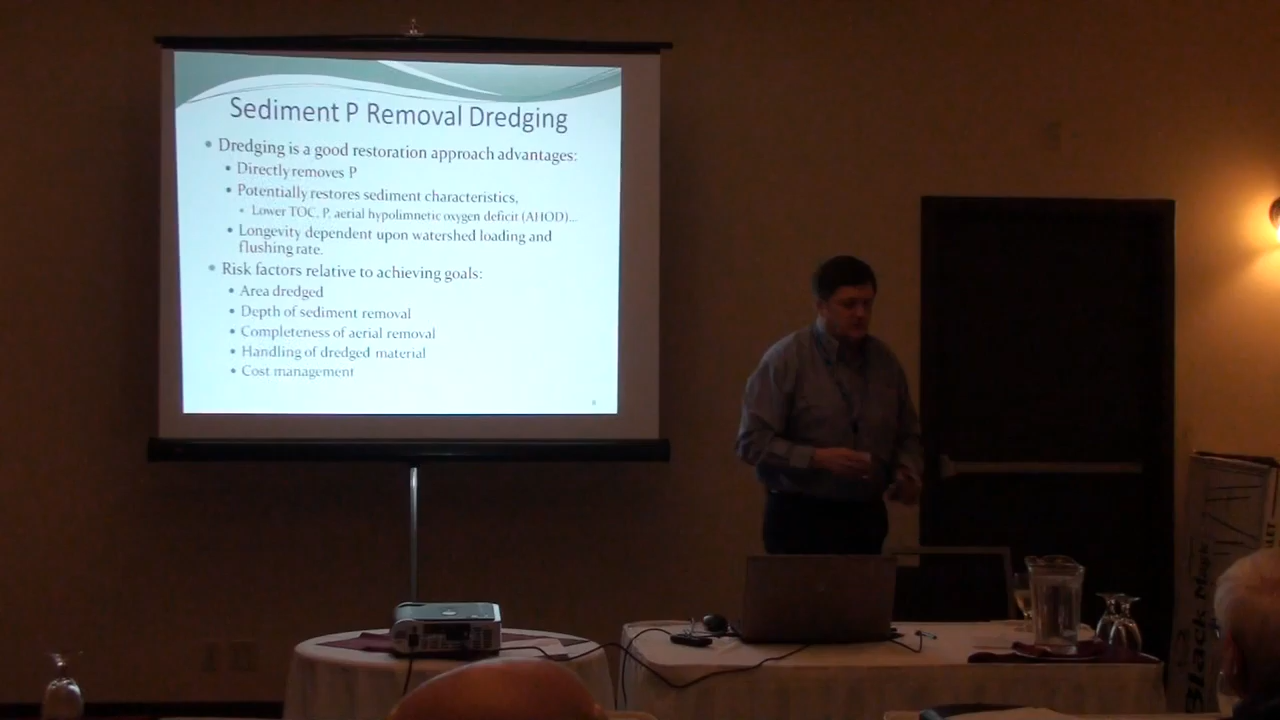 Sediment P Removal Dredging
• Dredging is a good restoration approach advantages:
• Directly removes P
• Potentially restores sediment characteristics,
• Lower TOC, P, aerial hypolimnetic oxygen deficit (AHOD)...
• Longevity dependent upon watershed loading and
flushing rate.
• Risk factors relative to achieving goals:
• Area dredged
• Depth of sediment removal
• Completeness of aerial removal
• Handling of dredged material
• Cost management
Black Magic